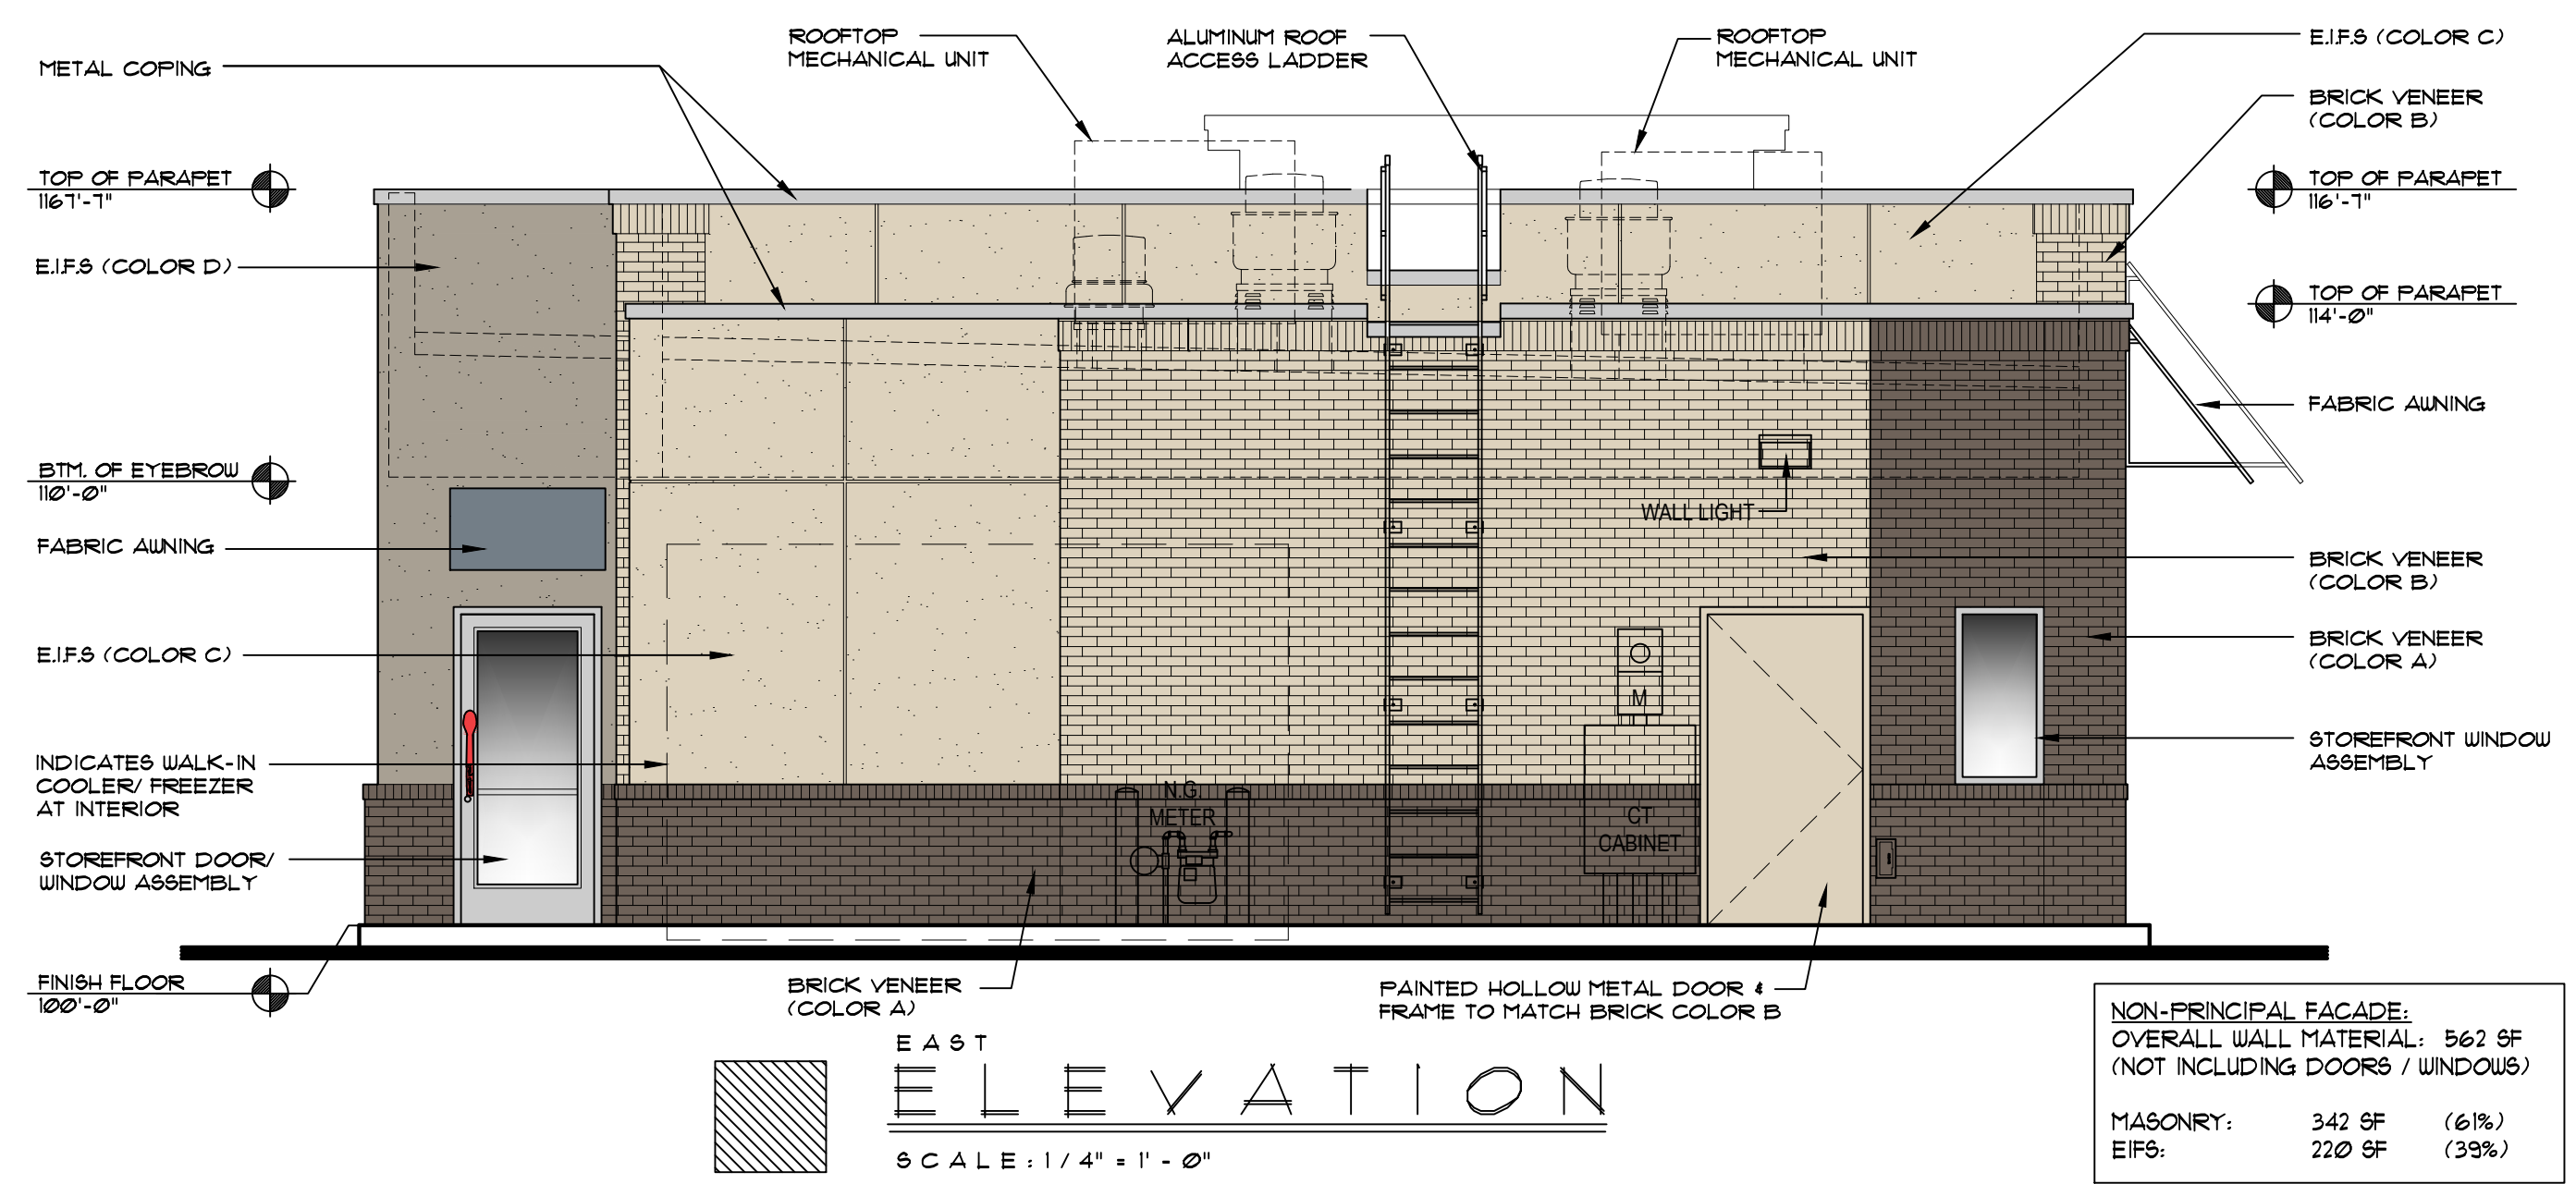 METAL COPING
ROOFTOP
MECHANICAL UNIT
ALUMINUM ROOF
ACCESS LADDER
ROOFTOP
MECHANICAL UNIT
E.I.F.S (COLOR C)
BRICK VENEER
(COLOR B)
TOP OF PARAPET
1167'-7"
TOP OF PARAPET
116'-7"
E.I.F.S (COLOR D)
TOP OF PARAPET
114'-0"
FABRIC AWNING
BTM. OF EYEBROW
110'-0"
WALL LIGHT
FABRIC AWNING
BRICK VENEER
(COLOR B)
E.I.F.S (COLOR C)
BRICK VENEER
(COLOR A)
M
STOREFRONT WINDOW
ASSEMBLY
INDICATES WALK-IN
COOLER/ FREEZER
AT INTERIOR
N.G.
METER
CT
CABINET
STOREFRONT DOOR/
WINDOW ASSEMBLY
FINISH FLOOR
100'-0"
BRICK VENEER
(COLOR A)
PAINTED HOLLOW METAL DOOR &
FRAME TO MATCH BRICK COLOR B
EAST
ELEVATION
SCALE: 1/4" = 1'-0"
NON-PRINCIPAL FACADE:
OVERALL WALL MATERIAL: 562 SF
(NOT INCLUDING DOORS / WINDOWS)
MASONRY: 342 SF (61%)
EIFS: 220 SF (39%)